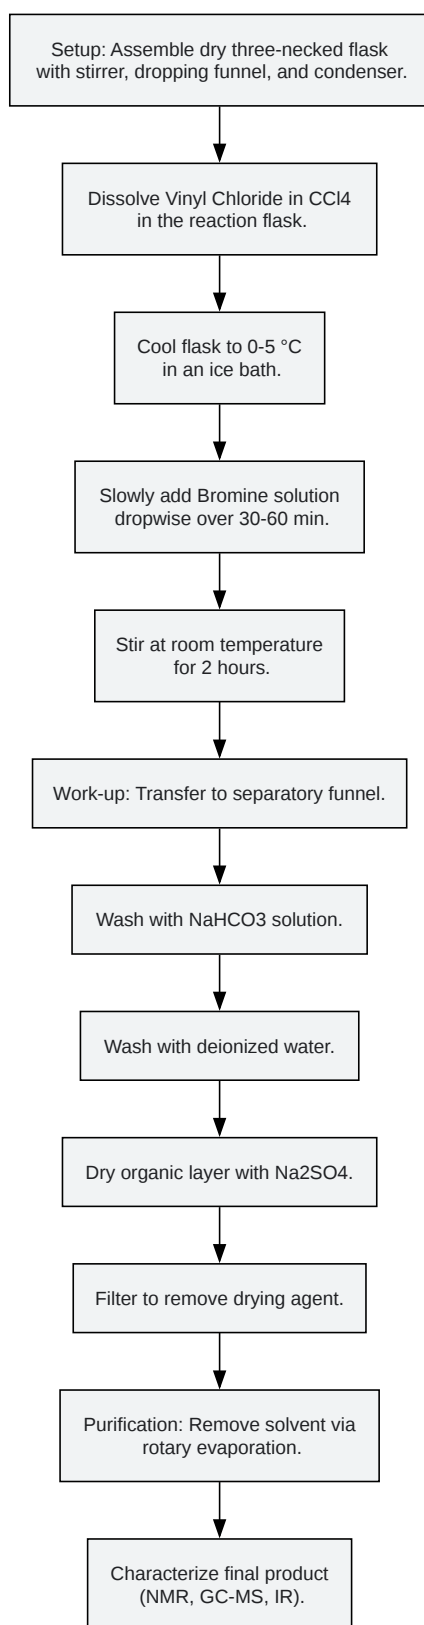 Setup: Assemble dry three-necked flask
with stirrer, dropping funnel, and condenser.
Dissolve Vinyl Chloride in CCl4
in the reaction flask.
Cool flask to 0-5 °C
in an ice bath.
Slowly add Bromine solution
dropwise over 30-60 min.
Stir at room temperature
for 2 hours.
Work-up: Transfer to separatory funnel.
Wash with NaHCO3 solution.
Wash with deionized water.
Dry organic layer with Na2SO4.
Filter to remove drying agent.
Purification: Remove solvent via
rotary evaporation.
Characterize final product
(NMR, GC-MS, IR).